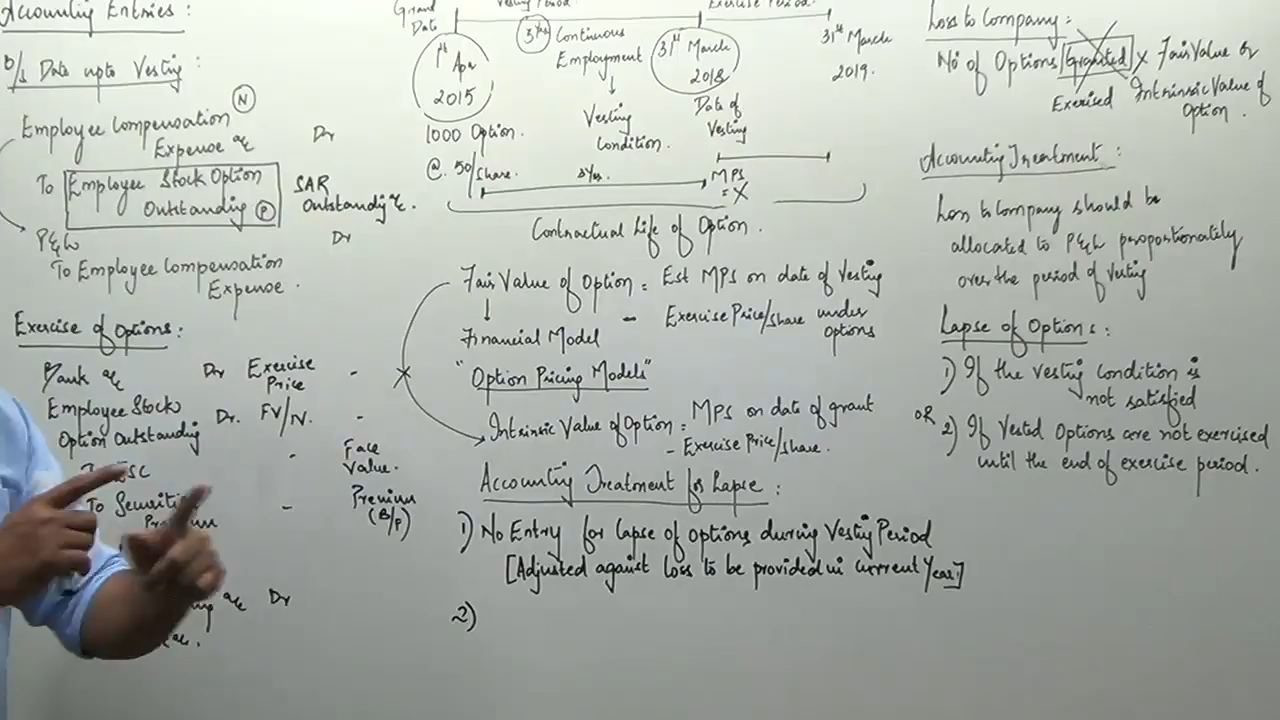 Accounting Entries:
B/s Date upto Vesting:
Employee Compensation (N)
Expense a/c Dr
To Employee Stock Option
Outstanding (P)
SAR
Outstanding a/c.
P&L Dr
To Employee Compensation
Expense.
Exercise of Options:
Bank a/c Dr Exercise
Price -
Employee Stock
Option Outstanding Dr. FV/IV. -
To ESC - Face
Value.
To Securities
Premium - Premium
(B/P)
a/c Dr
Grant
Date
Vesting Period
Exercise Period
1st Apr
2015
3 Yrs Continuous
Employment
31st March
2018
31st March
2019.
1000 Option.
@. 50/
Share.
Vesting
Condition.
Date of
Vesting
3 Yrs.
MPS
= X
Contractual Life of Option.
Fair Value of Option = Est MPS on date of Vesting
- Exercise Price/share under
options
Financial Model
"Option Pricing Models"
Intrinsic Value of Option = MPS on date of grant
- Exercise Price/share.
Accounting Treatment for Lapse:
1) No Entry for lapse of options during Vesting Period
[Adjusted against loss to be provided in current Year]
2)
Loss to Company:
No of Options Granted x Fair Value or
Exercised Intrinsic Value of
Option.
Accounting Treatment:
Loss to Company should be
allocated to P&L proportionately
over the period of Vesting
Lapse of Options:
1) If the vesting condition is
not satisfied
OR
2) If Vested Options are not exercised
until the end of exercise period.